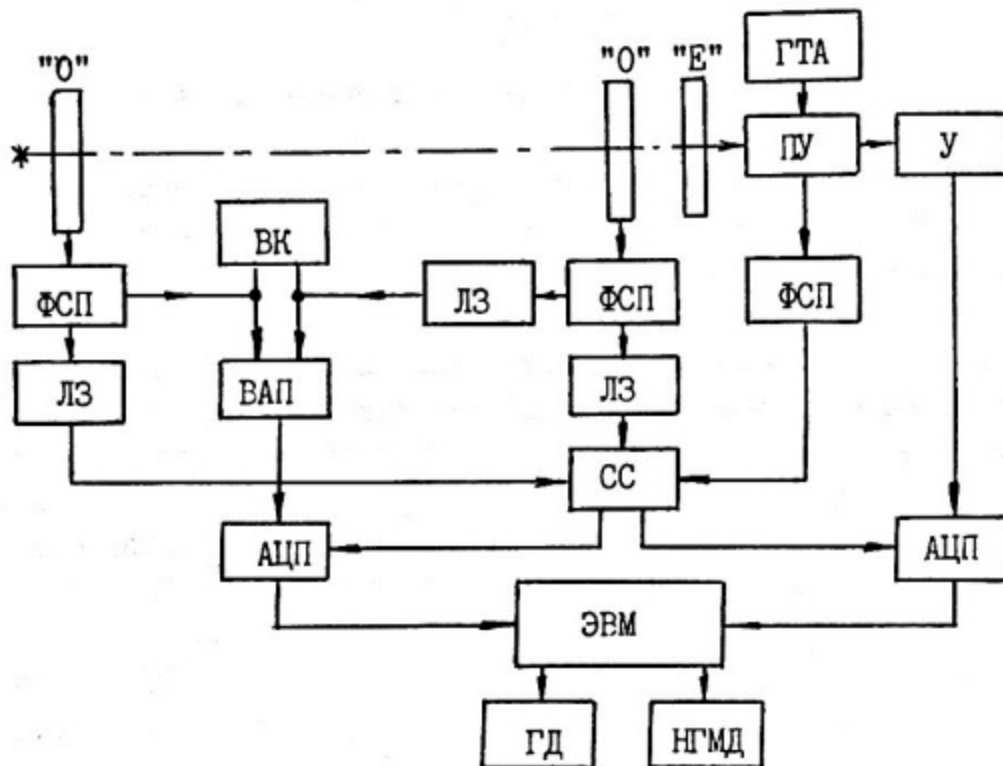 ГТА
"О" "О" "Е"
ПУ У
ВК
ФСП ЛЗ ФСП ФСП
ЛЗ ВАП ЛЗ
СС
АЦП АЦП
ЭВМ
ГД НГМД